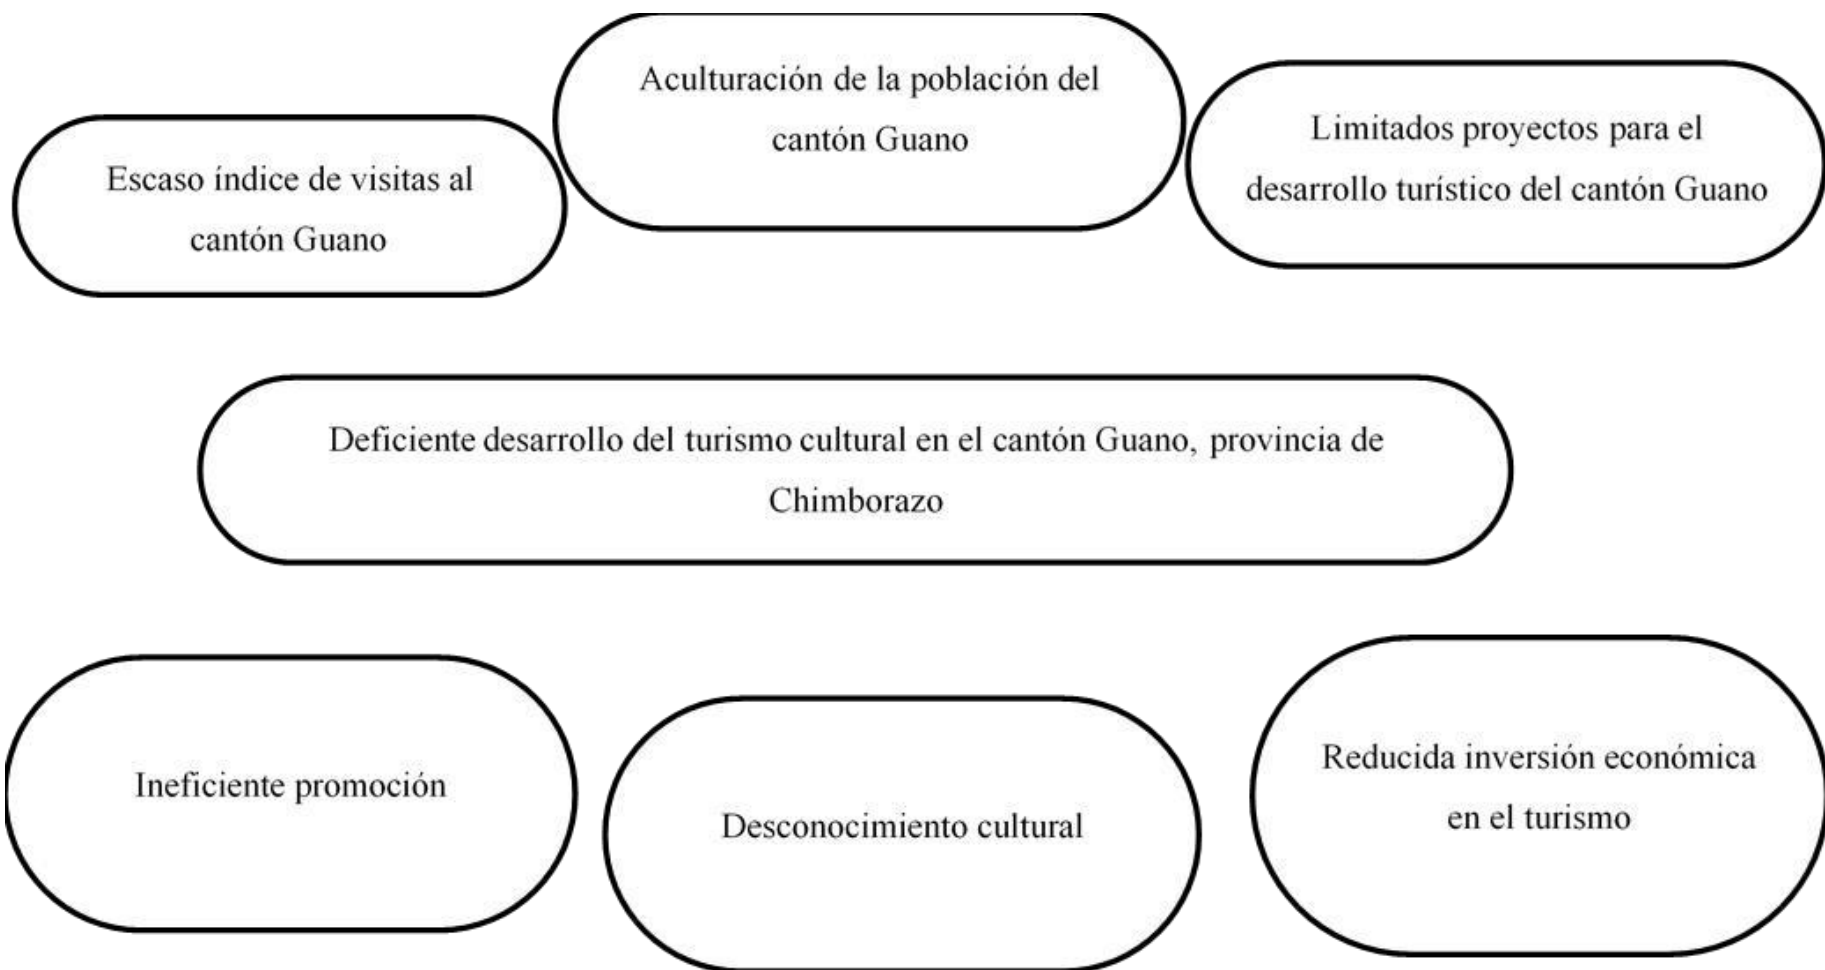 Escaso índice de visitas al
cantón Guano
Aculturación de la población del
cantón Guano
Limitados proyectos para el
desarrollo turístico del cantón Guano
Deficiente desarrollo del turismo cultural en el cantón Guano, provincia de
Chimborazo
Ineficiente promoción
Desconocimiento cultural
Reducida inversión económica
en el turismo